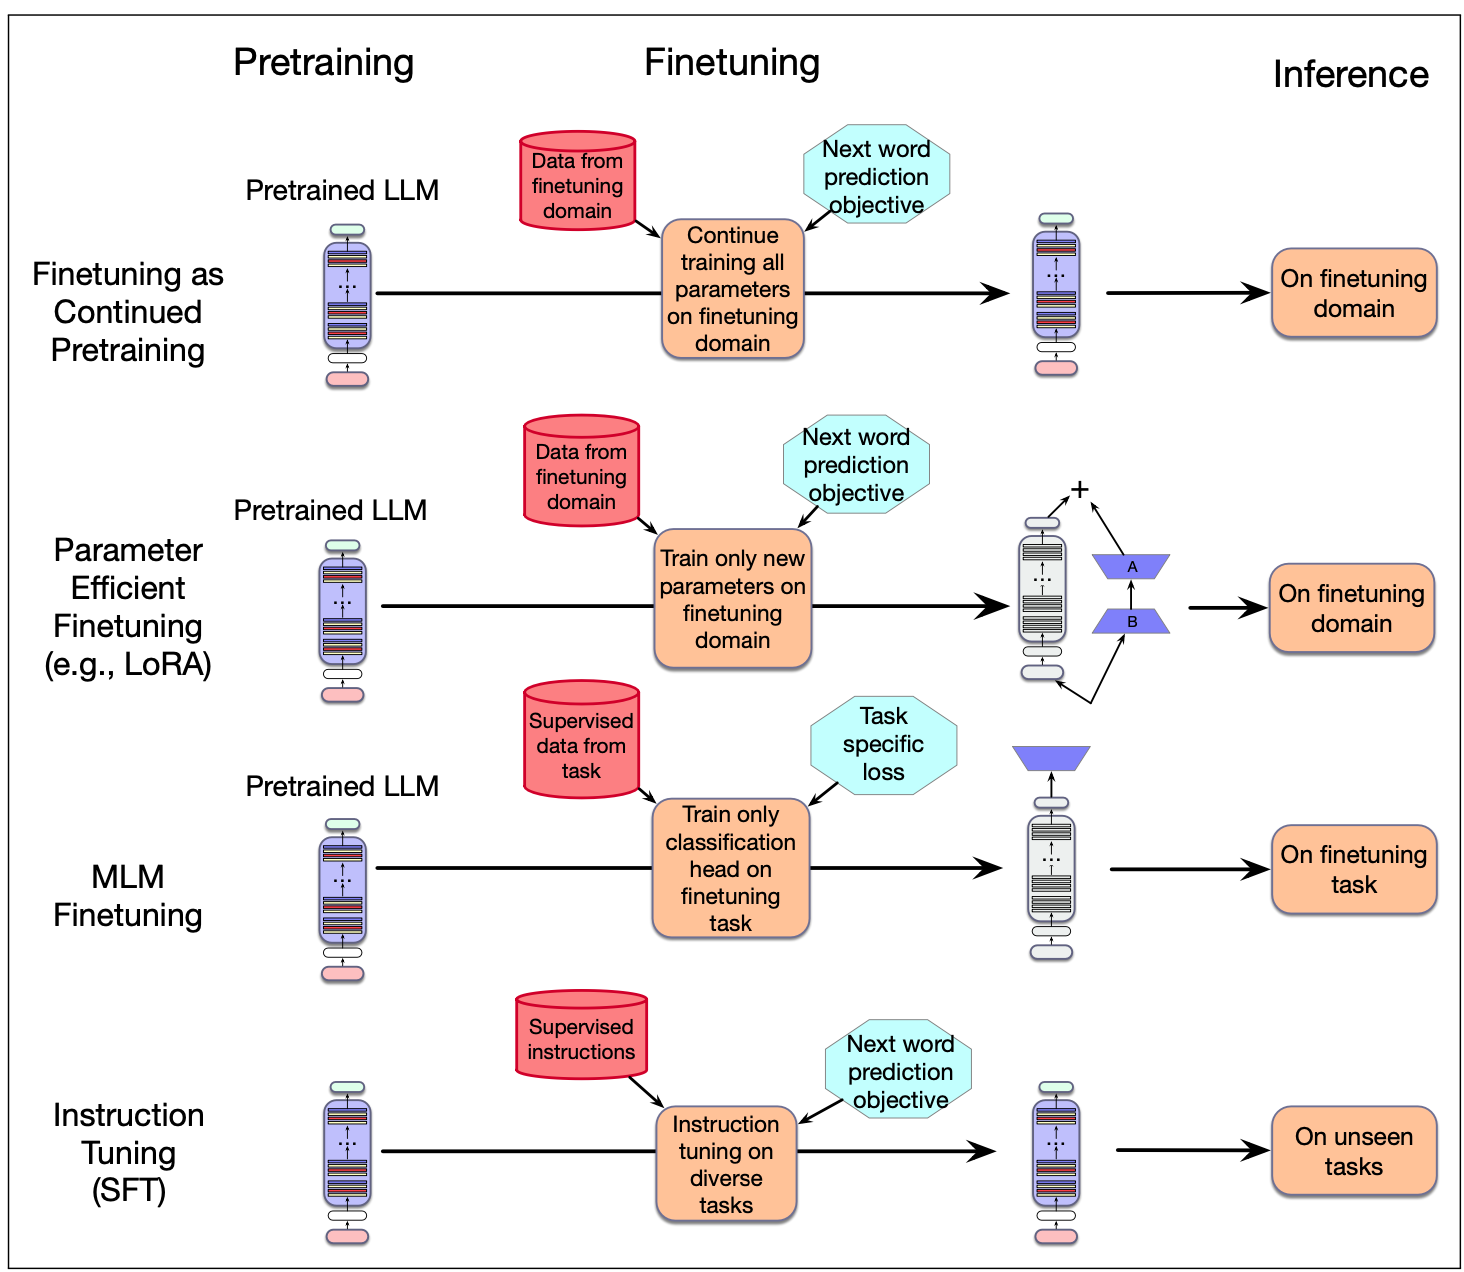 Pretraining
Finetuning
Inference
Data from
finetuning
domain
Next word
prediction
objective
Pretrained LLM
Finetuning as
Continued
Pretraining
...
Continue
training all
parameters
on finetuning
domain
...
On finetuning
domain
Data from
finetuning
domain
Next word
prediction
objective
Pretrained LLM
Parameter
Efficient
Finetuning
(e.g., LoRA)
...
Train only new
parameters on
finetuning
domain
+
...
A
B
On finetuning
domain
Supervised
data from
task
Task
specific
loss
Pretrained LLM
MLM
Finetuning
...
Train only
classification
head on
finetuning
task
...
On finetuning
task
Supervised
instructions
Next word
prediction
objective
Instruction
Tuning
(SFT)
...
Instruction
tuning on
diverse
tasks
...
On unseen
tasks